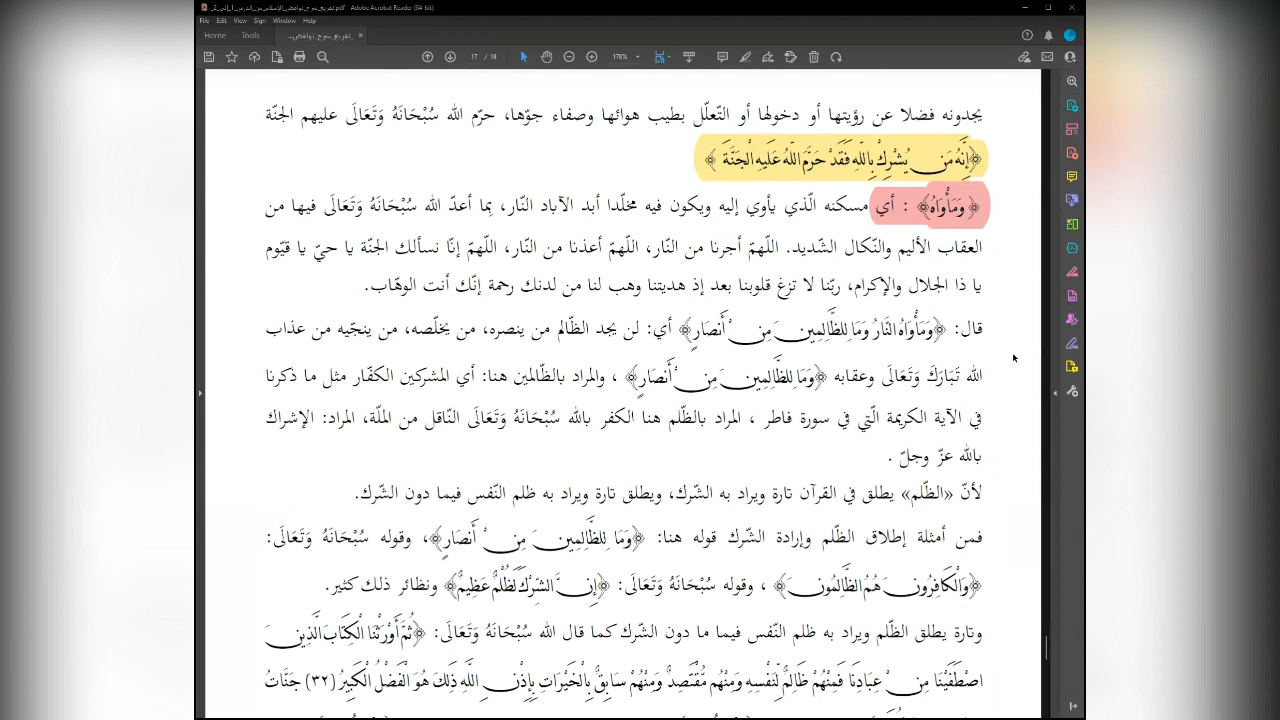 File Edit View Sign Window Help
Home Tools
17 / 18 178%
يجدونه فضلا عن رؤيتها أو دخولها أو التّعلّل بطيب هوائها وصفاء جوّها، حرّم الله سُبْحَانَهُ وَتَعَالَى عليهم الجنّة
﴿إِنَّهُ مَن يُشْرِكْ بِاللَّهِ فَقَدْ حَرَّمَ اللَّهُ عَلَيهِ الْجَنَّةَ ﴾
﴿ وَمَأْوَاهُ﴾ : أي مسكنه الّذي يأوي إليه ويكون فيه مخلّدا أبد الآباد النّار، بما أعدّ الله سُبْحَانَهُ وَتَعَالَى فيها من
العقاب الأليم والنّكال الشّديد. اللّهمّ أجرنا من النّار، اللّهمّ أعذنا من النّار، اللّهمّ إنّا نسألك الجنّة يا حيّ يا قيّوم
يا ذا الجلال والإكرام، ربّنا لا تزغ قلوبنا بعد إذ هديتنا وهب لنا من لدنك رحمة إنّك أنت الوهّاب.
قال: ﴿وَمَأْوَاهُ النَّارُ وَمَا لِلظَّالِمِينَ مِنْ أَنصَارٍ﴾ أي: لن يجد الظّالم من ينصره، من يخلّصه، من ينجّيه من عذاب
الله تَبَارَكَ وَتَعَالَى وعقابه ﴿وَمَا لِلظَّالِمِينَ مِنْ أَنصَارٍ﴾ ، والمراد بالظّالمين هنا: أي المشركين الكفّار مثل ما ذكرنا
في الآية الكريمة الّتي في سورة فاطر ، المراد بالظّلم هنا الكفر بالله سُبْحَانَهُ وَتَعَالَى النّاقل من الملّة، المراد: الإشراك
بالله عزّ وجلّ .
لأنّ «الظّلم» يطلق في القرآن تارة ويراد به الشّرك، ويطلق تارة ويراد به ظلم النّفس فيما دون الشّرك.
فمن أمثلة إطلاق الظّلم وإرادة الشّرك قوله هنا: ﴿وَمَا لِلظَّالِمِينَ مِنْ أَنصَارٍ﴾، وقوله سُبْحَانَهُ وَتَعَالَى:
﴿وَالْكَافِرُونَ هُمُ الظَّالِمُونَ﴾ ، وقوله سُبْحَانَهُ وَتَعَالَى: ﴿إِنَّ الشِّرْكَ لَظُلْمٌ عَظِيمٌ﴾ ونظائر ذلك كثير.
وتارة يطلق الظّلم ويراد به ظلم النّفس فيما ما دون الشّرك كما قال الله سُبْحَانَهُ وَتَعَالَى: ﴿ثُمَّ أَوْرَثْنَا الْكِتَابَ الَّذِينَ
اصْطَفَيْنَا مِنْ عِبَادِنَا فَمِنْهُمْ ظَالِمٌ لِّنَفْسِهِ وَمِنْهُم مُّقْتَصِدٌ وَمِنْهُمْ سَابِقٌ بِالْخَيْرَاتِ بِإِذْنِ اللَّهِ ذَلِكَ هُوَ الْفَضْلُ الْكَبِيرُ (٣٢) جَنَّاتُ